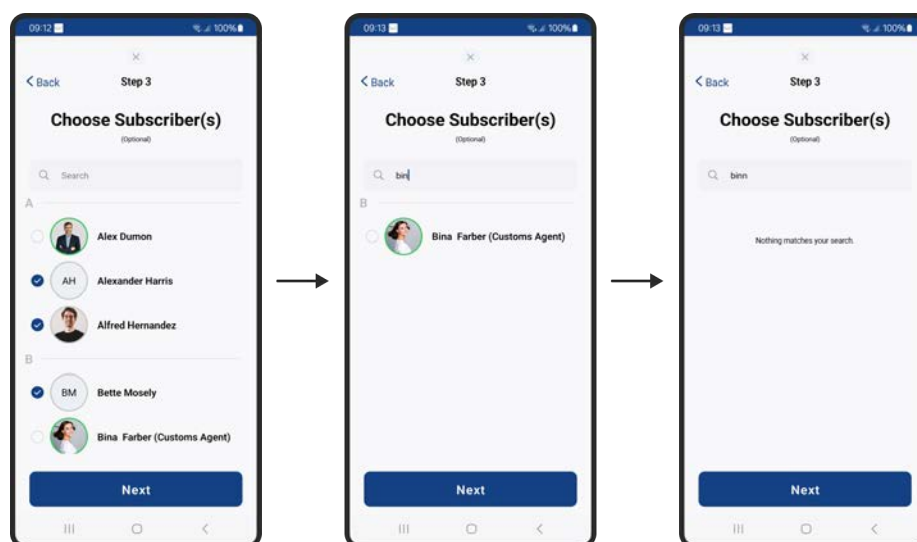 09:12 100%
Back Step 3
Choose Subscriber(s)
(Optional)
Search
A
Alex Dumon
AH Alexander Harris
Alfred Hernandez
B
BM Bette Mosely
Bina Farber (Customs Agent)
Next
09:13 100%
Back Step 3
Choose Subscriber(s)
(Optional)
bin
B
Bina Farber (Customs Agent)
Next
09:13 100%
Back Step 3
Choose Subscriber(s)
(Optional)
binn
Nothing matches your search.
Next